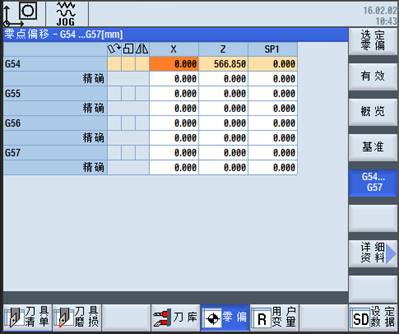 JOG
16.02.02
10:43
零点偏移 - G54 ...G57[mm]
X Z SP1
G54 0.000 566.850 0.000
精确 0.000 0.000 0.000
G55 0.000 0.000 0.000
精确 0.000 0.000 0.000
G56 0.000 0.000 0.000
精确 0.000 0.000 0.000
G57 0.000 0.000 0.000
精确 0.000 0.000 0.000
选定
零偏
有效
概览
基准
G54...
G57
详细
资料
刀具
清单
刀具
磨损
刀库
零偏
R 用户
变量
SD 设定
数据